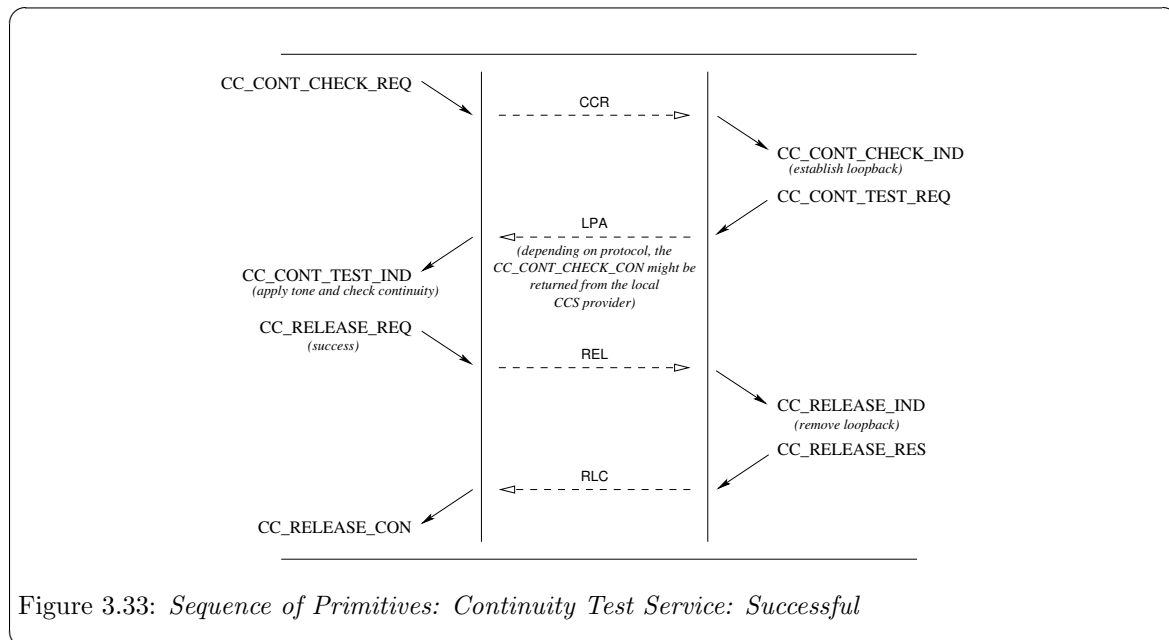 CC_CONT_CHECK_REQ
CCR
CC_CONT_CHECK_IND
(establish loopback)
CC_CONT_TEST_REQ
LPA
(depending on protocol, the
CC_CONT_CHECK_CON might be
returned from the local
CCS provider)
CC_CONT_TEST_IND
(apply tone and check continuity)
CC_RELEASE_REQ
(success)
REL
CC_RELEASE_IND
(remove loopback)
CC_RELEASE_RES
RLC
CC_RELEASE_CON
Figure 3.33: Sequence of Primitives: Continuity Test Service: Successful